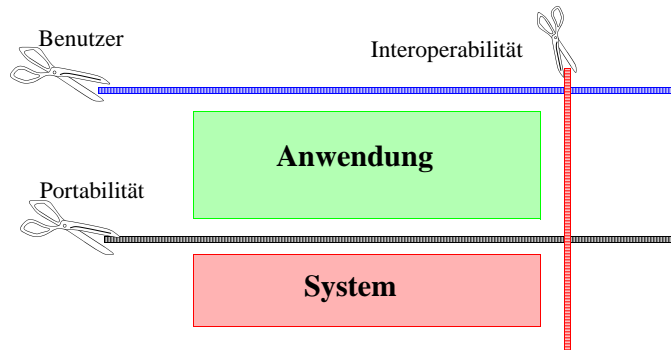 Benutzer
Interoperabilität
Anwendung
Portabilität
System